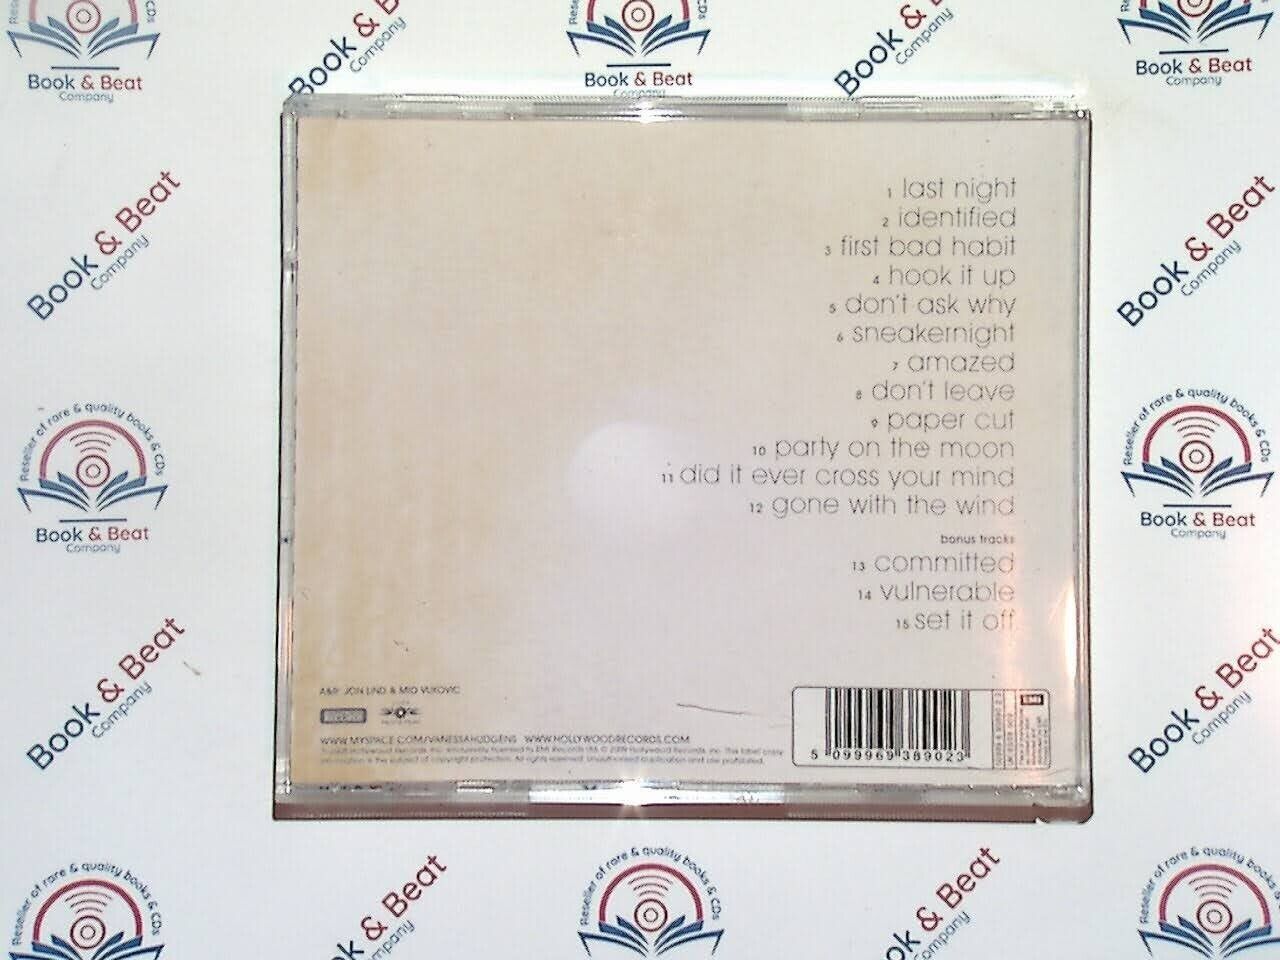 Book & Beat
Company
Book & Beat
Company
Book & Beat
Company
Book & Beat
Company
Book & Beat
Company
1 last night
2 identified
3 first bad habit
4 hook it up
5 don't ask why
6 sneakernight
7 amazed
8 don't leave
9 paper cut
10 party on the moon
11 did it ever cross your mind
12 gone with the wind
bonus tracks
13 committed
14 vulnerable
15 set it off
A&R: JON LIND & MIO VUKOVIC
WWW.MYSPACE.COM/VANESSAHUDGENS WWW.HOLLYWOODRECORDS.COM
5 099969 389023
Book & Beat
Company
Book & Beat
Company
Reseller of rare & quality books & CDs
Book & Beat
Company
Reseller of rare & quality books & CDs
Book & Beat
Company
Book & Beat
Company
Book & Beat
Company
Reseller of rare & quality books & CDs
Book & Beat
Company
Reseller of rare & quality books & CDs
Book & Beat
Company
Reseller of rare & quality books & CDs